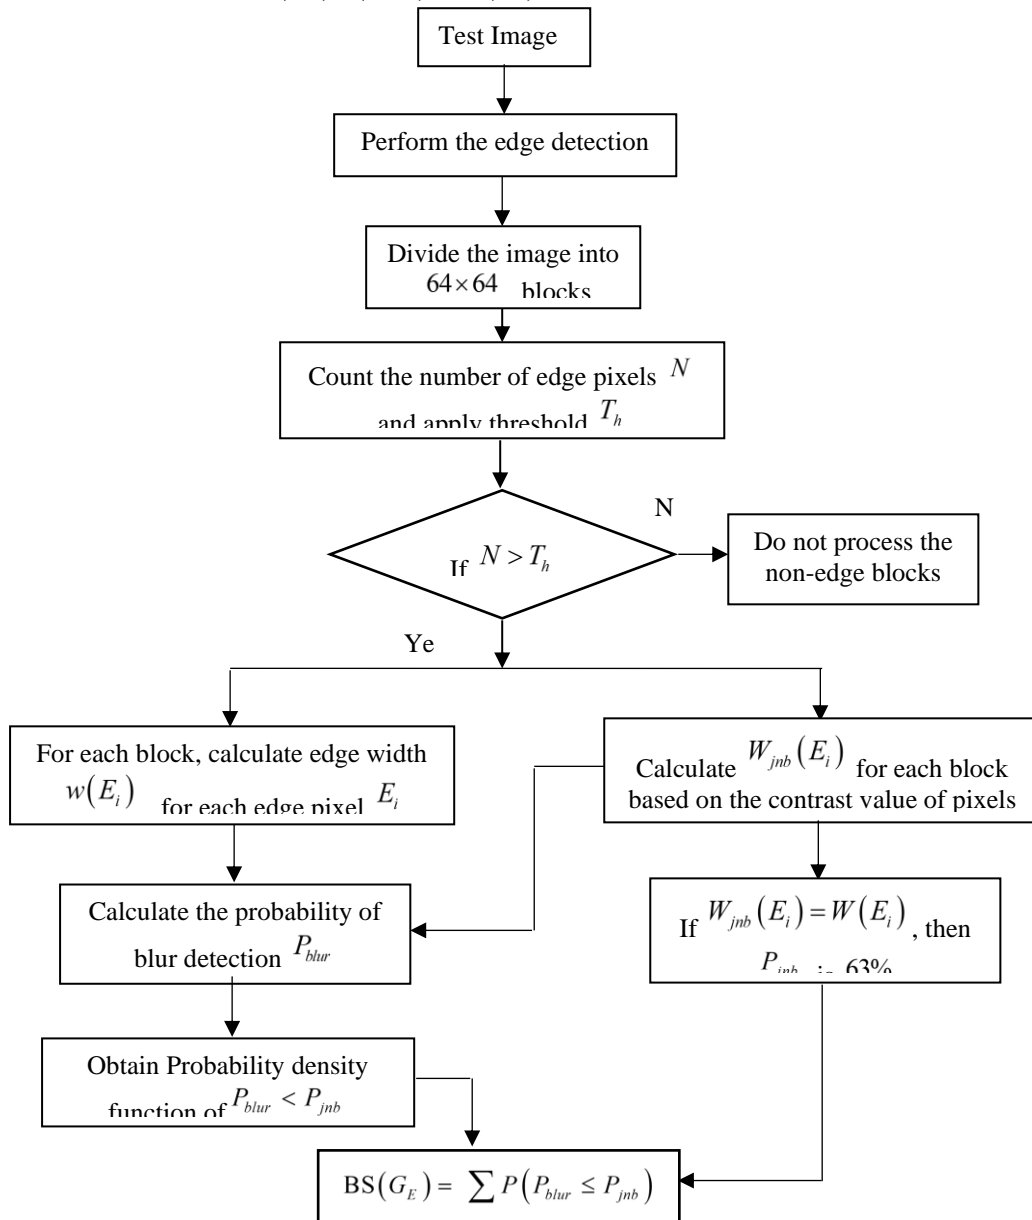 Test Image
Perform the edge detection
Divide the image into
64×64 blocks
Count the number of edge pixels N
and apply threshold T_h
If N > T_h
N
Do not process the
non-edge blocks
Ye
For each block, calculate edge width
w(E_i) for each edge pixel E_i
Calculate W_jnb(E_i) for each block
based on the contrast value of pixels
Calculate the probability of
blur detection P_blur
If W_jnb(E_i) = W(E_i), then
P_jnb is 63%
Obtain Probability density
function of P_blur < P_jnb
BS(G_E) = ∑ P(P_blur ≤ P_jnb)